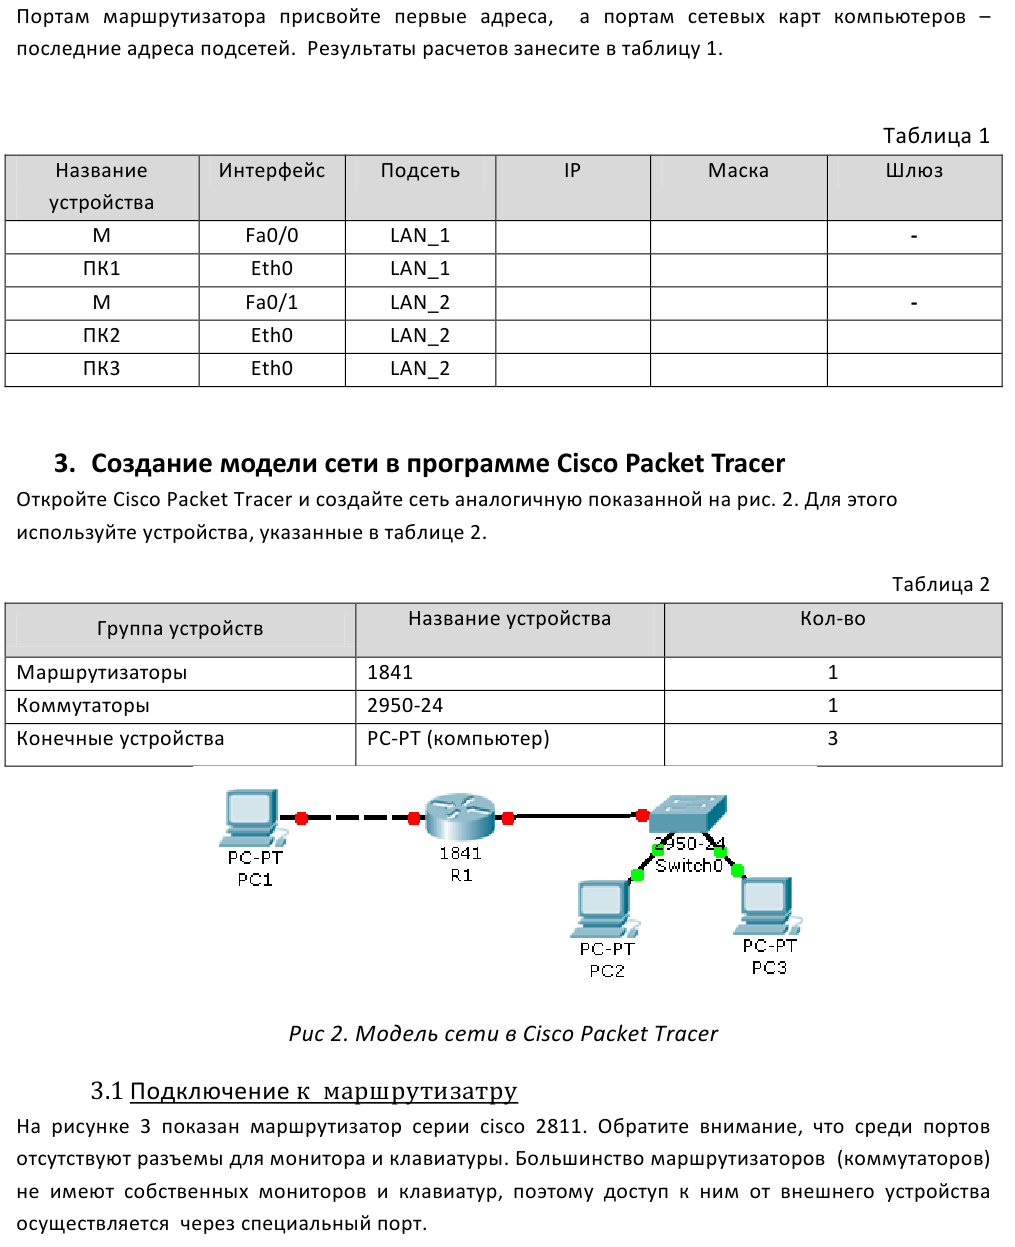 Портам маршрутизатора присвойте первые адреса, а портам сетевых карт компьютеров –
последние адреса подсетей. Результаты расчетов занесите в таблицу 1.
Таблица 1
Название устройства Интерфейс Подсеть IP Маска Шлюз
М Fa0/0 LAN_1 -
ПК1 Eth0 LAN_1
М Fa0/1 LAN_2 -
ПК2 Eth0 LAN_2
ПК3 Eth0 LAN_2
3. Создание модели сети в программе Cisco Packet Tracer
Откройте Cisco Packet Tracer и создайте сеть аналогичную показанной на рис. 2. Для этого
используйте устройства, указанные в таблице 2.
Таблица 2
Группа устройств Название устройства Кол-во
Маршрутизаторы 1841 1
Коммутаторы 2950-24 1
Конечные устройства PC-PT (компьютер) 3
PC-PT
PC1
1841
R1
2950-24
Switch0
PC-PT
PC2
PC-PT
PC3
Рис 2. Модель сети в Cisco Packet Tracer
3.1 Подключение к маршрутизатру
На рисунке 3 показан маршрутизатор серии cisco 2811. Обратите внимание, что среди портов
отсутствуют разъемы для монитора и клавиатуры. Большинство маршрутизаторов (коммутаторов)
не имеют собственных мониторов и клавиатур, поэтому доступ к ним от внешнего устройства
осуществляется через специальный порт.